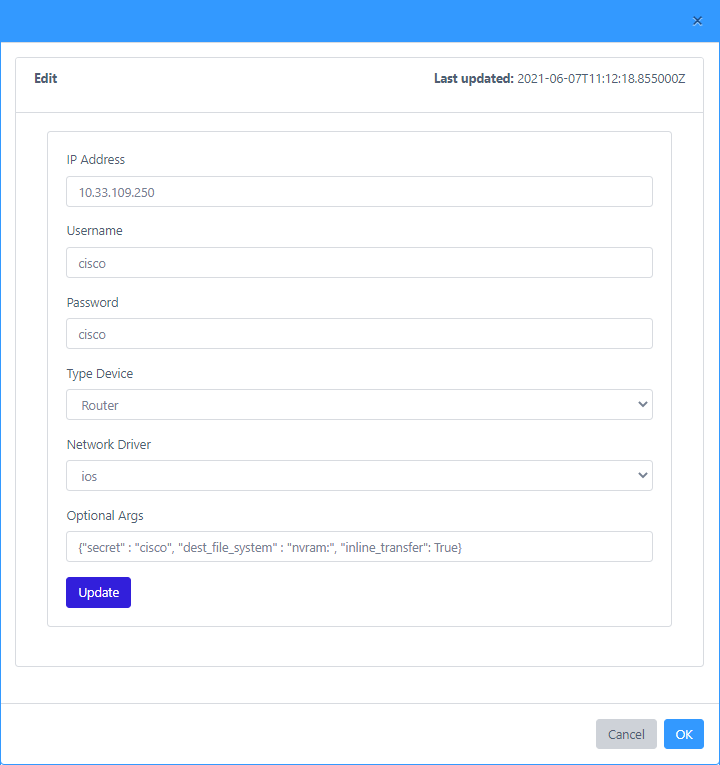 ×
Edit
Last updated: 2021-06-07T11:12:18.855000Z
IP Address
10.33.109.250
Username
cisco
Password
cisco
Type Device
Router
Network Driver
ios
Optional Args
{"secret" : "cisco", "dest_file_system" : "nvram:", "inline_transfer": True}
Update
Cancel OK